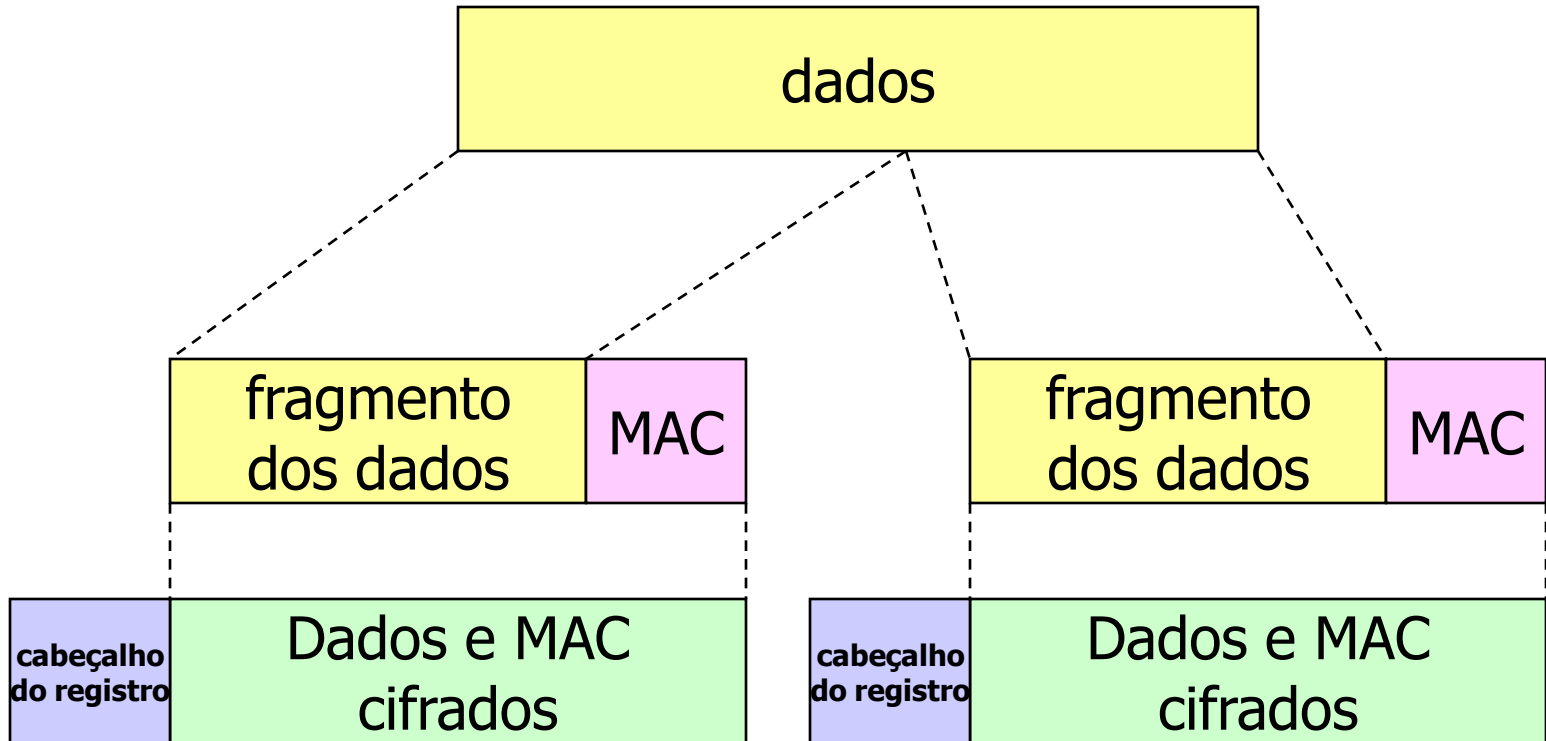 dados
fragmento
dos dados
MAC
fragmento
dos dados
MAC
cabeçalho
do registro
Dados e MAC
cifrados
cabeçalho
do registro
Dados e MAC
cifrados